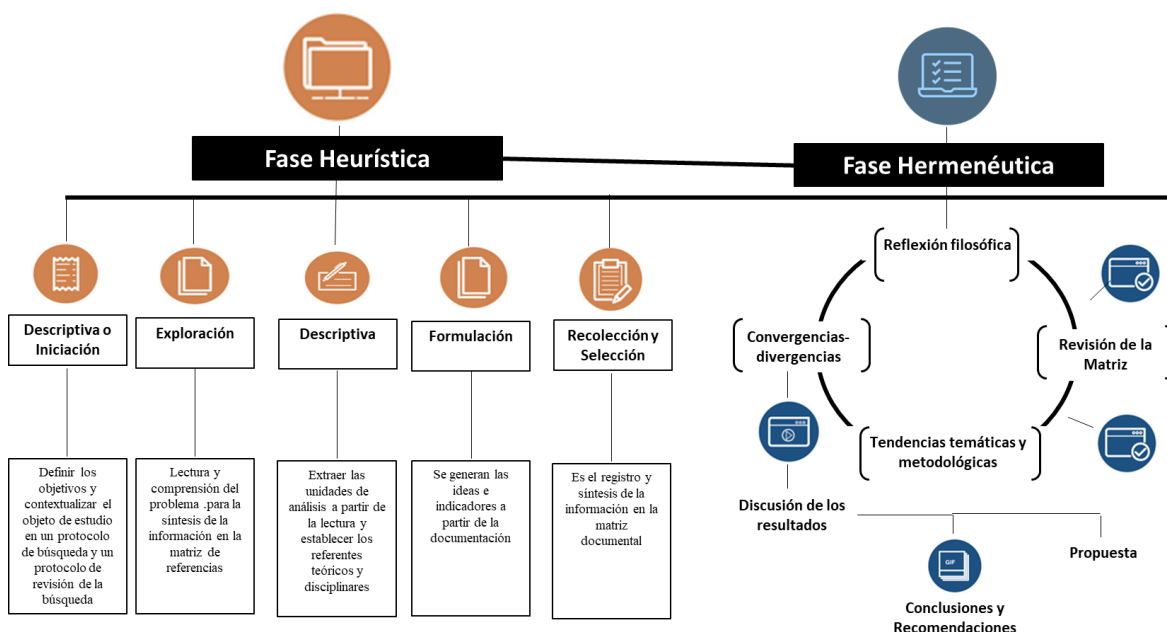 Fase Heurística
Fase Hermenéutica
Descriptiva o
Iniciación
Exploración
Descriptiva
Formulación
Recolección y
Selección
Definir los
objetivos y
contextualizar el
objeto de estudio
en un protocolo
de búsqueda y un
protocolo de
revisión de la
búsqueda
Lectura y
comprensión del
problema .para la
síntesis de la
información en la
matriz de
referencias
Extraer las
unidades de
análisis a partir de
la lectura y
establecer los
referentes
teóricos y
disciplinares
Se generan las
ideas e
indicadores a
partir de la
documentación
Es el registro y
síntesis de la
información en la
matriz
documental
Reflexión filosófica
Convergencias-
divergencias
Revisión de la
Matriz
Tendencias temáticas y
metodológicas
Discusión de los
resultados
Propuesta
GIF
Conclusiones y
Recomendaciones